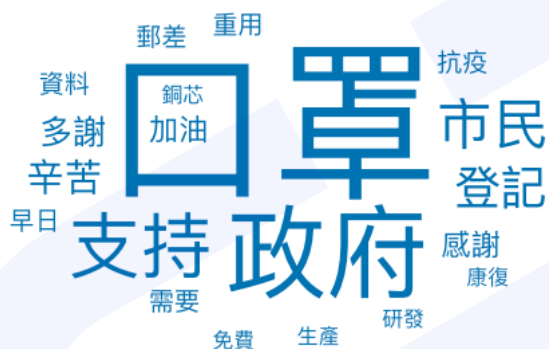 重用
郵差
口罩
抗疫
資料
銅芯
市民
多謝
加油
辛苦
登記
早日
支持
政府
感謝
康復
需要
研發
免費
生產